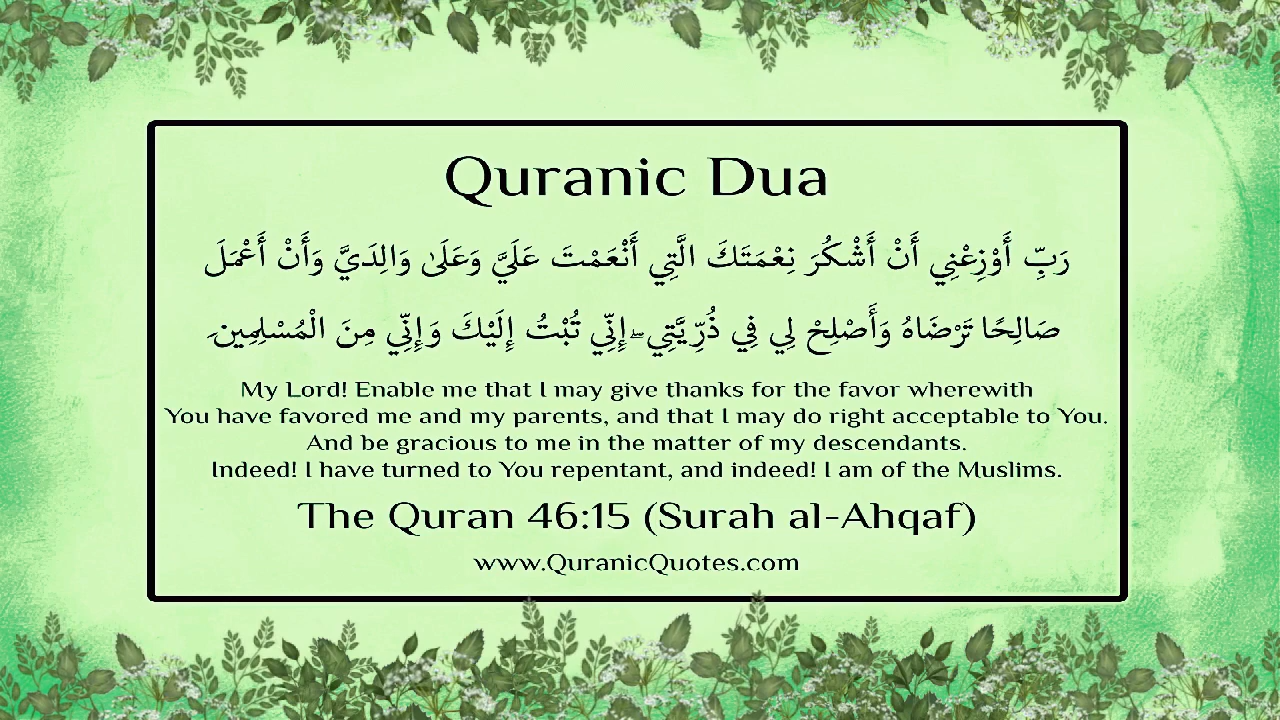 Quranic Dua
رَبِّ أَوْزِعْنِي أَنْ أَشْكُرَ نِعْمَتَكَ الَّتِي أَنْعَمْتَ عَلَيَّ وَعَلَىٰ وَالِدَيَّ وَأَنْ أَعْمَلَ
صَالِحًا تَرْضَاهُ وَأَصْلِحْ لِي فِي ذُرِّيَّتِي ۖ إِنِّي تُبْتُ إِلَيْكَ وَإِنِّي مِنَ الْمُسْلِمِين.
My Lord! Enable me that I may give thanks for the favor wherewith
You have favored me and my parents, and that I may do right acceptable to You.
And be gracious to me in the matter of my descendants.
Indeed! I have turned to You repentant, and indeed! I am of the Muslims.
The Quran 46:15 (Surah al-Ahqaf)
www.QuranicQuotes.com